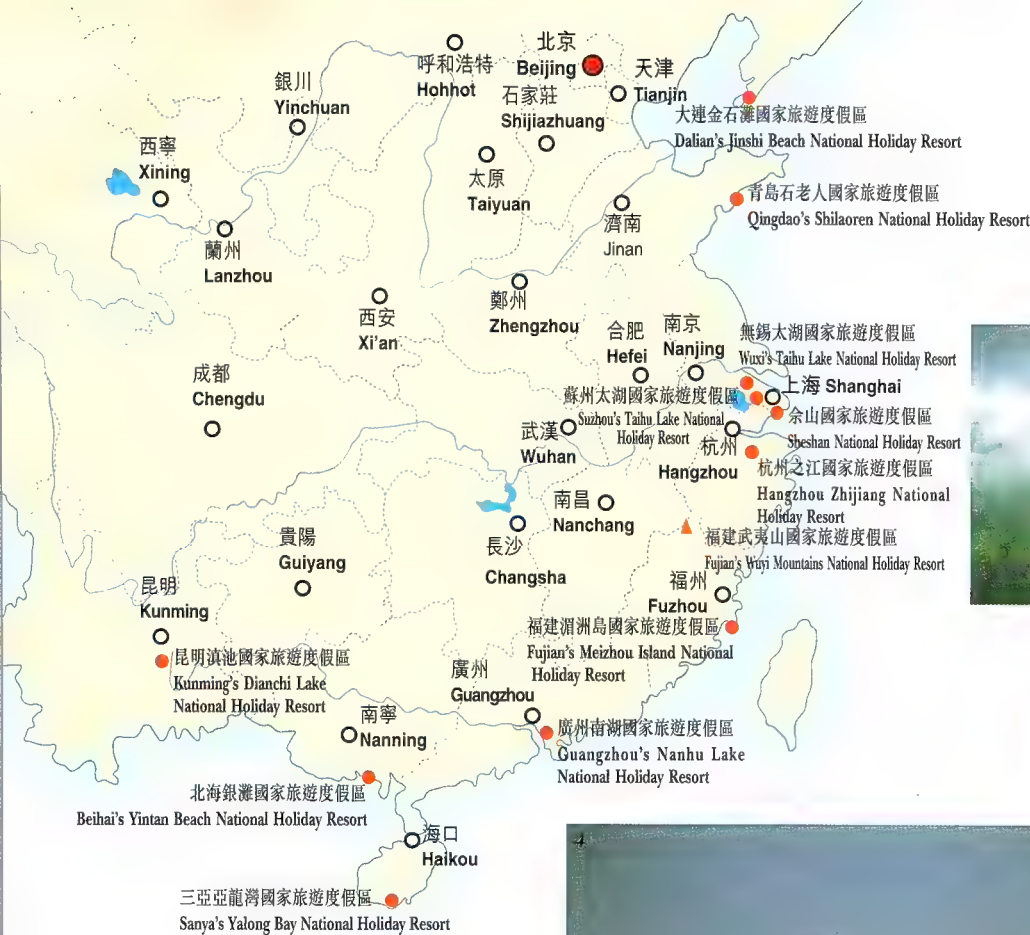 呼和浩特
Hohhot
北京
Beijing
天津
Tianjin
銀川
Yinchuan
石家莊
Shijiazhuang
大連金石灘國家旅遊度假區
Dalian's Jinshi Beach National Holiday Resort
西寧
Xining
太原
Taiyuan
青島石老人國家旅遊度假區
Qingdao's Shilaoren National Holiday Resort
濟南
Jinan
蘭州
Lanzhou
鄭州
Zhengzhou
西安
Xi'an
合肥
Hefei
南京
Nanjing
無錫太湖國家旅遊度假區
Wuxi's Taihu Lake National Holiday Resort
成都
Chengdu
上海 Shanghai
蘇州太湖國家旅遊度假區
Suzhou's Taihu Lake National
Holiday Resort
佘山國家旅遊度假區
Sheshan National Holiday Resort
武漢
Wuhan
杭州
Hangzhou
杭州之江國家旅遊度假區
Hangzhou Zhijiang National
Holiday Resort
南昌
Nanchang
長沙
Changsha
福建武夷山國家旅遊度假區
Fujian's Wuyi Mountains National Holiday Resort
貴陽
Guiyang
昆明
Kunming
福州
Fuzhou
福建湄洲島國家旅遊度假區
Fujian's Meizhou Island National
Holiday Resort
昆明滇池國家旅遊度假區
Kunming's Dianchi Lake
National Holiday Resort
廣州
Guangzhou
南寧
Nanning
廣州南湖國家旅遊度假區
Guangzhou's Nanhu Lake
National Holiday Resort
北海銀灘國家旅遊度假區
Beihai's Yintan Beach National Holiday Resort
海口
Haikou
三亞亞龍灣國家旅遊度假區
Sanya's Yalong Bay National Holiday Resort
4